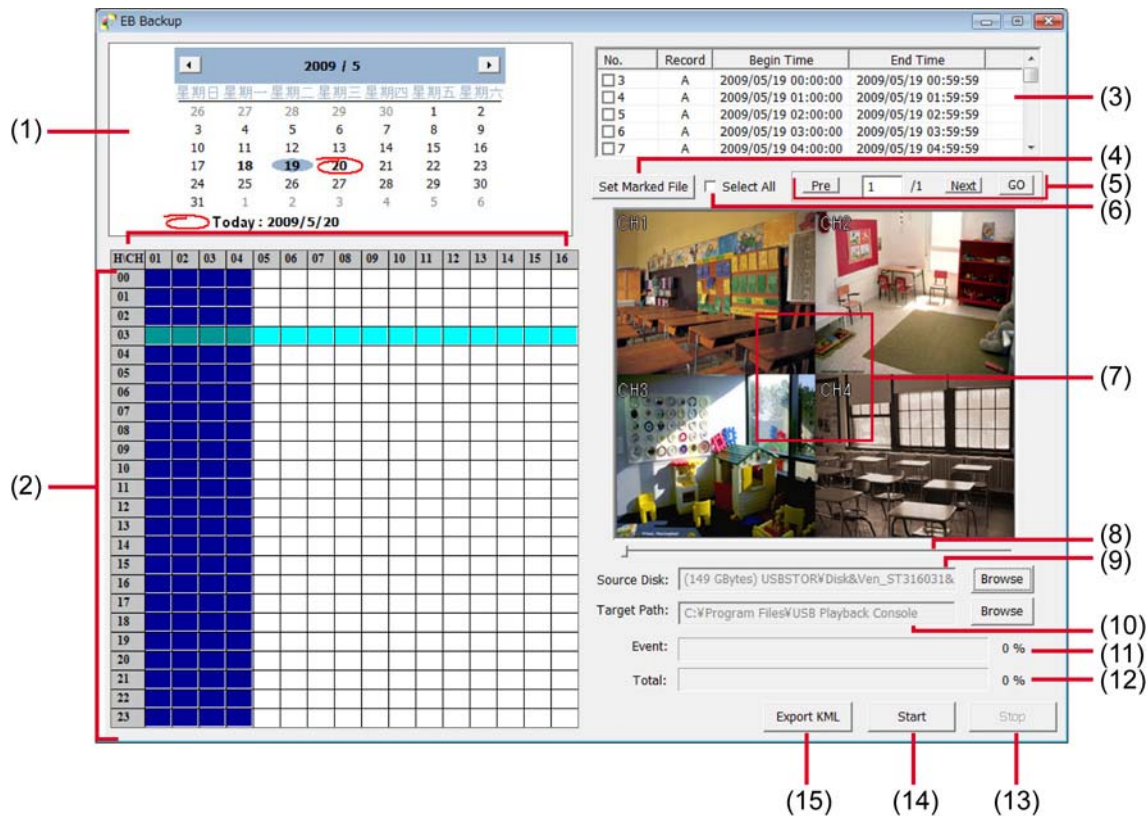 EB Backup
2009 / 5
星期日 星期一 星期二 星期三 星期四 星期五 星期六
26 27 28 29 30 1 2
3 4 5 6 7 8 9
10 11 12 13 14 15 16
17 18 19 20 21 22 23
24 25 26 27 28 29 30
31 1 2 3 4 5 6
Today : 2009/5/20
(1)
H\CH 01 02 03 04 05 06 07 08 09 10 11 12 13 14 15 16
00
01
02
03
04
05
06
07
08
09
10
11
12
13
14
15
16
17
18
19
20
21
22
23
(2)
No. Record Begin Time End Time
3 A 2009/05/19 00:00:00 2009/05/19 00:59:59
4 A 2009/05/19 01:00:00 2009/05/19 01:59:59
5 A 2009/05/19 02:00:00 2009/05/19 02:59:59
6 A 2009/05/19 03:00:00 2009/05/19 03:59:59
7 A 2009/05/19 04:00:00 2009/05/19 04:59:59
(3)
(4)
Set Marked File Select All Pre 1 /1 Next GO
(5)
(6)
CH1 CH2
CH3 CH4
(7)
(8)
(9)
Source Disk: (149 GBytes) USBSTOR¥Disk&Ven_ST316031& Browse
Target Path: C:¥Program Files¥USB Playback Console Browse
(10)
Event: 0 %
(11)
Total: 0 %
(12)
Export KML Start Stop
(15) (14) (13)